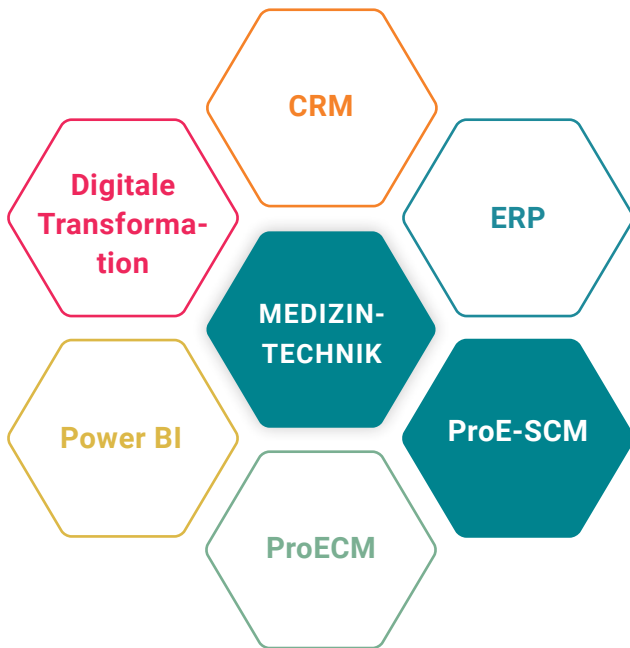 CRM
Digitale
Transforma-
tion
ERP
MEDIZIN-
TECHNIK
Power BI
ProE-SCM
ProECM